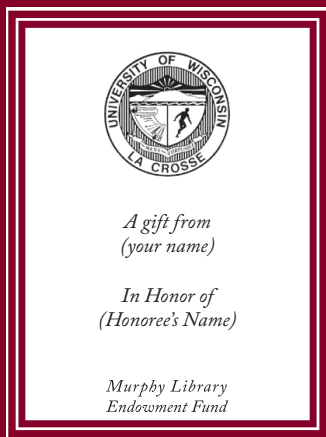 UNIVERSITY OF WISCONSIN
LA CROSSE
A gift from
(your name)
In Honor of
(Honoree's Name)
Murphy Library
Endowment Fund